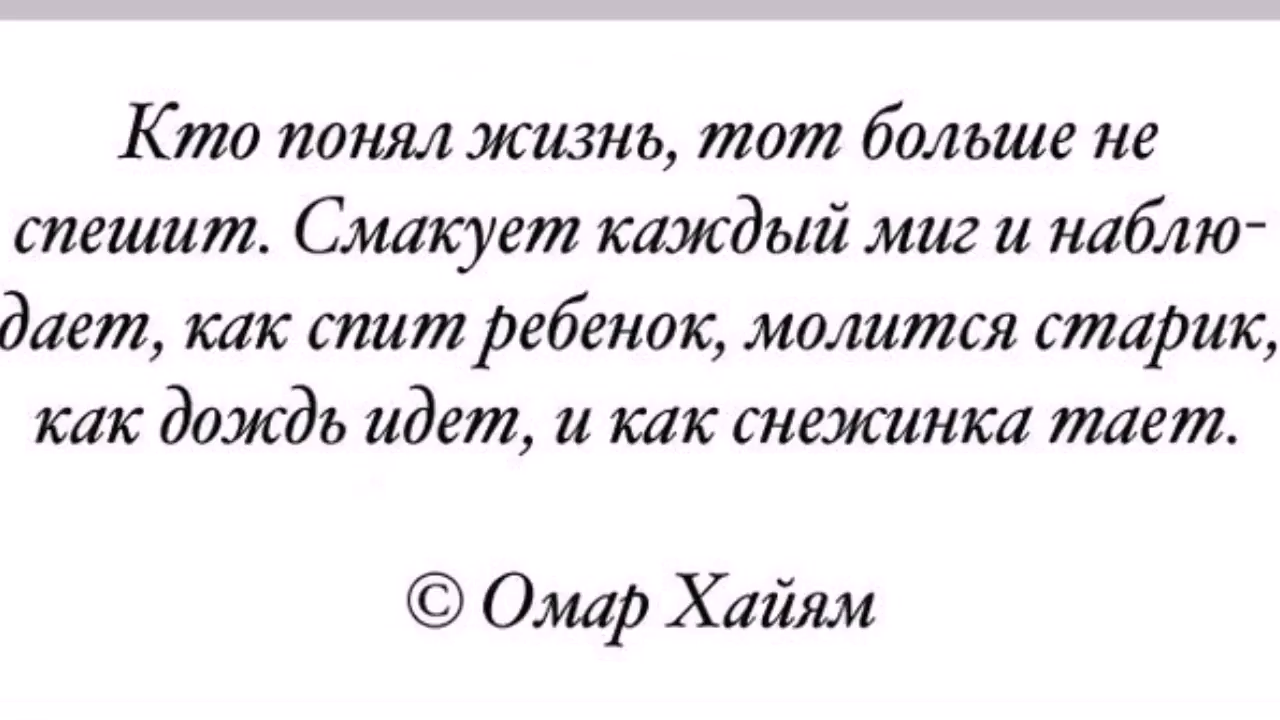 Кто понял жизнь, тот больше не
спешит. Смакует каждый миг и наблю-
дает, как спит ребенок, молится старик,
как дождь идет, и как снежинка тает.
© Омар Хайям